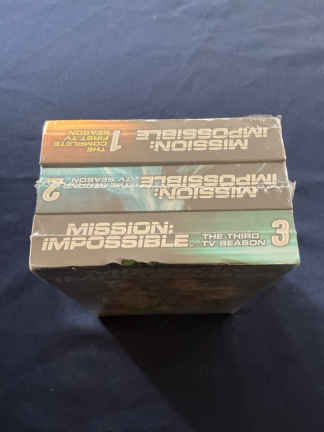 THE
COMPLETE
FIRST TV
SEASON
1
MISSION:
IMPOSSIBLE
2
TV SEASON
MISSION:
IMPOSSIBLE
MISSION:
IMPOSSIBLE
THE THIRD
TV SEASON
3